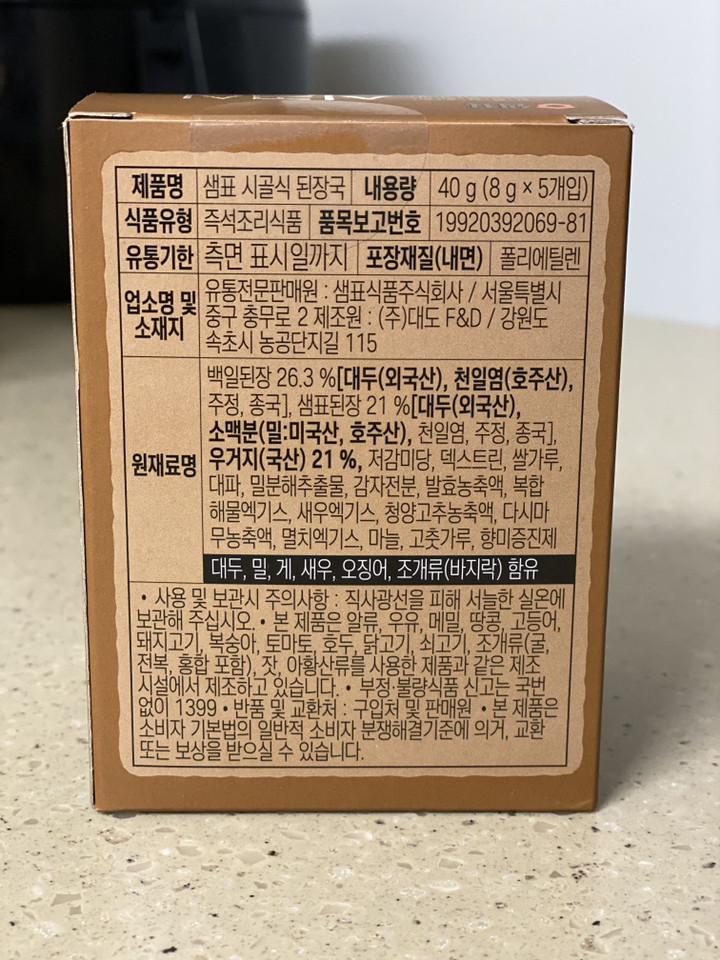 제품명 샘표 시골식 된장국 내용량 40 g (8 g × 5개입)
식품유형 즉석조리식품 품목보고번호 19920392069-81
유통기한 측면 표시일까지 포장재질(내면) 폴리에틸렌
업소명 및 소재지
유통전문판매원 : 샘표식품주식회사 / 서울특별시
중구 충무로 2 제조원 : (주)대도 F&D / 강원도
속초시 농공단지길 115
원재료명
백일된장 26.3 %[대두(외국산), 천일염(호주산),
주정, 종국], 샘표된장 21 %[대두(외국산),
소맥분(밀:미국산, 호주산), 천일염, 주정, 종국],
우거지(국산) 21 %, 저감미당, 덱스트린, 쌀가루,
대파, 밀분해추출물, 감자전분, 발효농축액, 복합
해물엑기스, 새우엑기스, 청양고추농축액, 다시마
무농축액, 멸치엑기스, 마늘, 고춧가루, 향미증진제
대두, 밀, 게, 새우, 오징어, 조개류(바지락) 함유
• 사용 및 보관시 주의사항 : 직사광선을 피해 서늘한 실온에
보관해 주십시오. • 본 제품은 알류, 우유, 메밀, 땅콩, 고등어,
돼지고기, 복숭아, 토마토, 호두, 닭고기, 쇠고기, 조개류(굴,
전복, 홍합 포함), 잣, 아황산류를 사용한 제품과 같은 제조
시설에서 제조하고 있습니다. • 부정·불량식품 신고는 국번
없이 1399 • 반품 및 교환처 : 구입처 및 판매원 • 본 제품은
소비자 기본법의 일반적 소비자 분쟁해결기준에 의거, 교환
또는 보상을 받으실 수 있습니다.